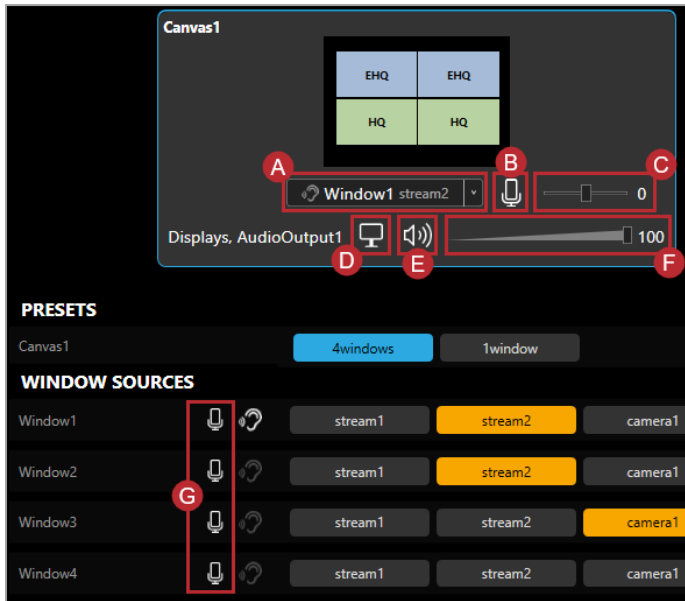 Canvas1
EHQ EHQ
HQ HQ
A B C
Window1 stream2 0
Displays, AudioOutput1 100
D E F
PRESETS
Canvas1 4windows 1window
WINDOW SOURCES
Window1 stream1 stream2 camera1
Window2 stream1 stream2 camera1
G
Window3 stream1 stream2 camera1
Window4 stream1 stream2 camera1